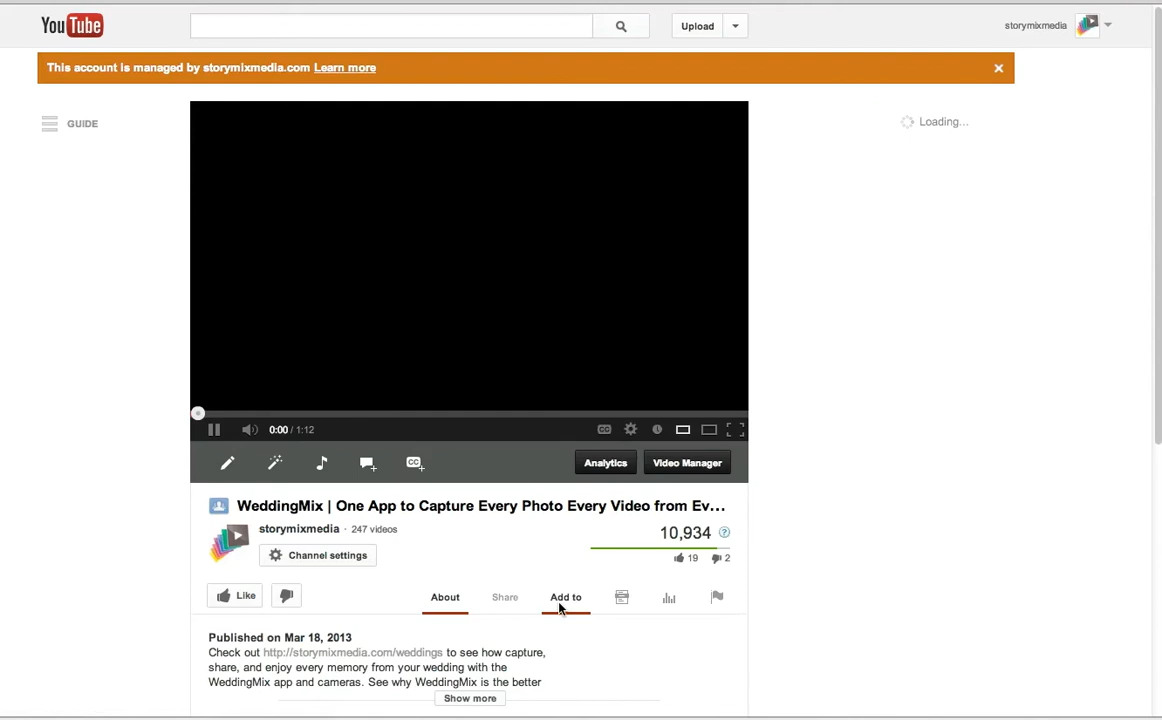 YouTube
Upload
storymixmedia
This account is managed by storymixmedia.com Learn more
GUIDE
Loading...
0:00 / 1:12
CC
CC
Analytics
Video Manager
WeddingMix | One App to Capture Every Photo Every Video from Ev...
storymixmedia · 247 videos
10,934 ?
Channel settings
19
2
Like
About
Share
Add to
Published on Mar 18, 2013
Check out http://storymixmedia.com/weddings to see how capture,
share, and enjoy every memory from your wedding with the
WeddingMix app and cameras. See why WeddingMix is the better
Show more